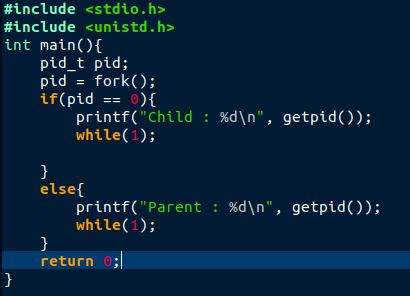 #include <stdio.h>
#include <unistd.h>
int main(){
    pid_t pid;
    pid = fork();
    if(pid == 0){
        printf("Child : %d\n", getpid());
        while(1);

    }
    else{
        printf("Parent : %d\n", getpid());
        while(1);
    }
    return 0;
}